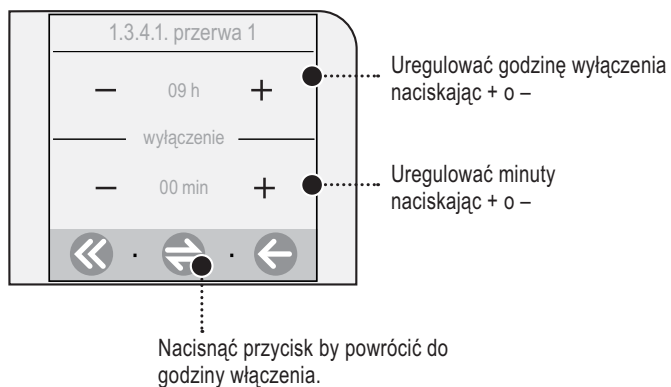 1.3.4.1. przerwa 1
– 09 h +
wyłączenie
– 00 min +
Uregulować godzinę wyłączenia
naciskając + o –
Uregulować minuty
naciskając + o –
Nacisnąć przycisk by powrócić do
godziny włączenia.